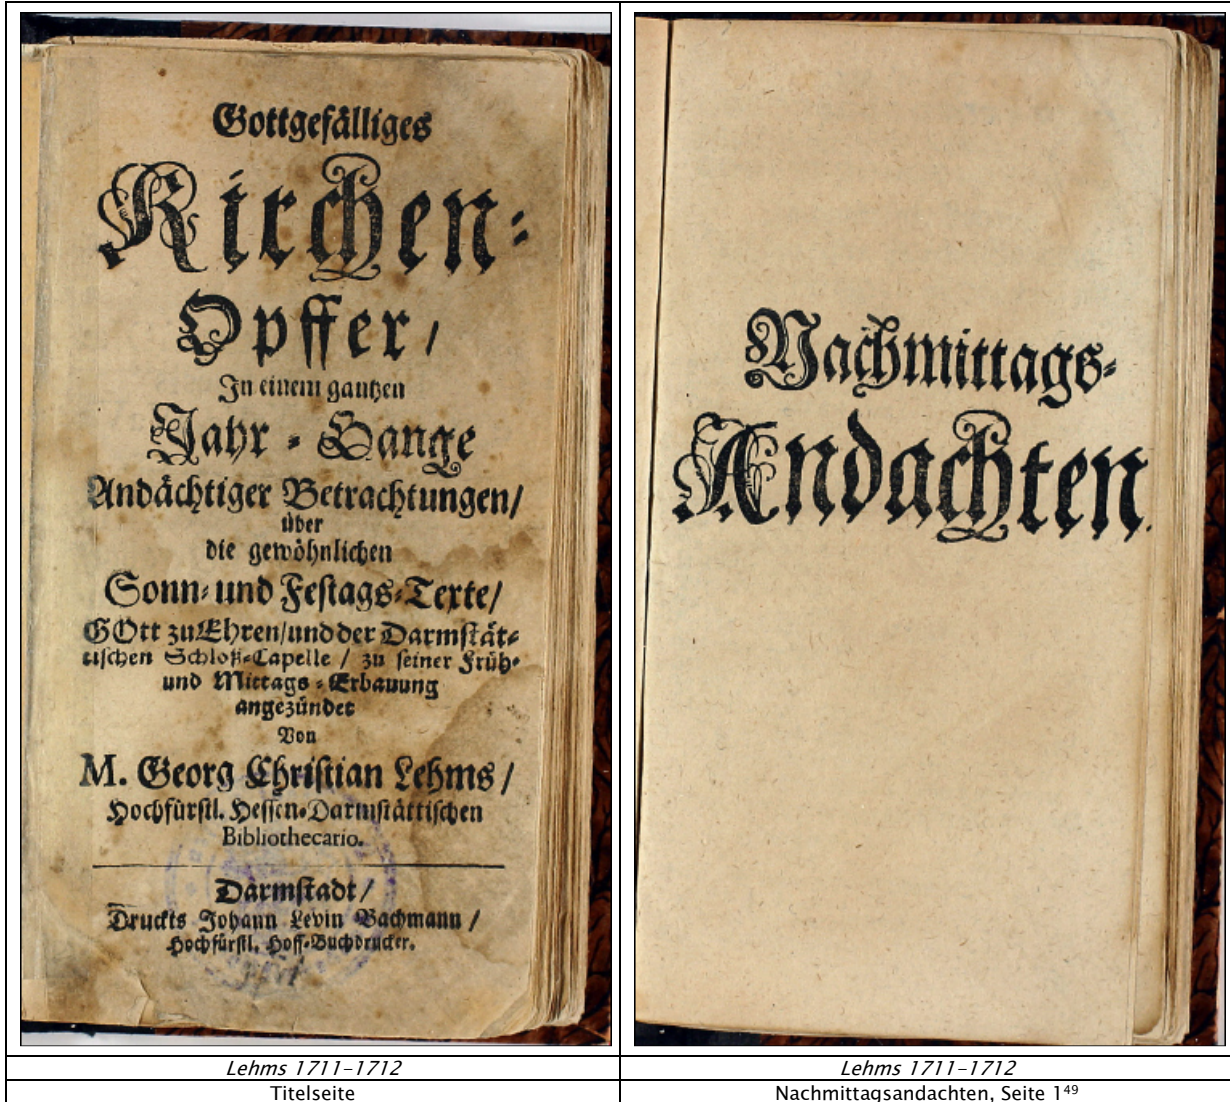 Gottgefälliges
Kirchen-
Opffer/
In einem gantzen
Jahr-Gange
Andächtiger Betrachtungen/
über
die gewöhnlichen
Sonn- und Festags-Texte/
GOtt zu Ehren/und der Darmstät-
tischen Schloß-Capelle / zu seiner Früh-
und Mittags-Erbauung
angezündet
Von
M. Georg Christian Lehms /
Hochfürstl. Hessen-Darmstättischen
Bibliothecario.
Darmstadt/
Druckts Johann Levin Bachmann /
Hochfürstl. Hoff-Buchdrucker.
Lehms 1711-1712
Titelseite
Nachmittags-
Andachten.
Lehms 1711-1712
Nachmittagsandachten, Seite 1⁴⁹